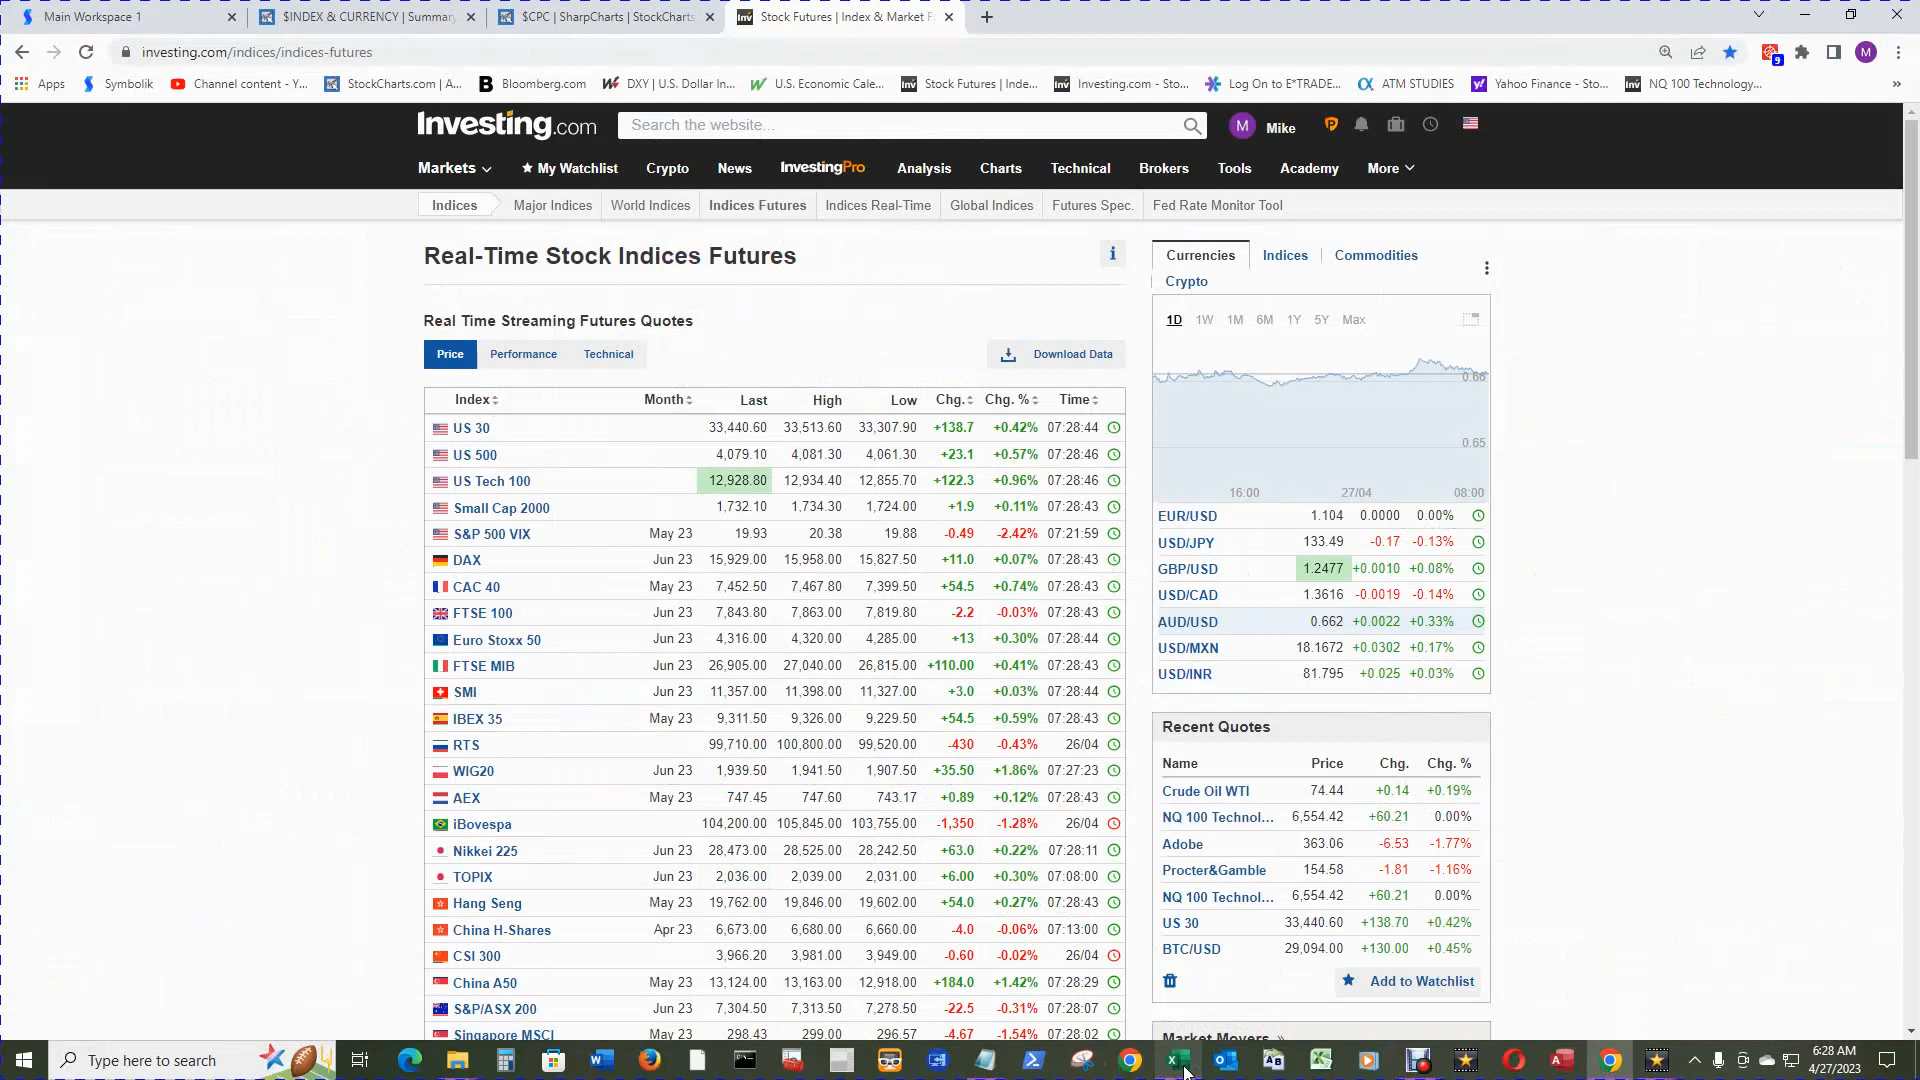 Main Workspace 1
$INDEX & CURRENCY | Summary
$CPC | SharpCharts | StockCharts
Stock Futures | Index & Market F
investing.com/indices/indices-futures
Apps
Symbolik
Channel content - Y...
StockCharts.com | A...
Bloomberg.com
DXY | U.S. Dollar In...
U.S. Economic Cale...
Stock Futures | Inde...
Investing.com - Sto...
Log On to E*TRADE...
ATM STUDIES
Yahoo Finance - Sto...
NQ 100 Technology...
Investing.com
Search the website...
M Mike
Markets My Watchlist Crypto News InvestingPro Analysis Charts Technical Brokers Tools Academy More
Indices Major Indices World Indices Indices Futures Indices Real-Time Global Indices Futures Spec. Fed Rate Monitor Tool
Real-Time Stock Indices Futures
Real Time Streaming Futures Quotes
Price Performance Technical
Download Data
Index Month Last High Low Chg. Chg. % Time
US 30 33,440.60 33,513.60 33,307.90 +138.7 +0.42% 07:28:44
US 500 4,079.10 4,081.30 4,061.30 +23.1 +0.57% 07:28:46
US Tech 100 12,928.80 12,934.40 12,855.70 +122.3 +0.96% 07:28:46
Small Cap 2000 1,732.10 1,734.30 1,724.00 +1.9 +0.11% 07:28:43
S&P 500 VIX May 23 19.93 20.38 19.88 -0.49 -2.42% 07:21:59
DAX Jun 23 15,929.00 15,958.00 15,827.50 +11.0 +0.07% 07:28:43
CAC 40 May 23 7,452.50 7,467.80 7,399.50 +54.5 +0.74% 07:28:43
FTSE 100 Jun 23 7,843.80 7,863.00 7,819.80 -2.2 -0.03% 07:28:43
Euro Stoxx 50 Jun 23 4,316.00 4,320.00 4,285.00 +13 +0.30% 07:28:44
FTSE MIB Jun 23 26,905.00 27,040.00 26,815.00 +110.00 +0.41% 07:28:43
SMI Jun 23 11,357.00 11,398.00 11,327.00 +3.0 +0.03% 07:28:44
IBEX 35 May 23 9,311.50 9,326.00 9,229.50 +54.5 +0.59% 07:28:43
RTS 99,710.00 100,800.00 99,520.00 -430 -0.43% 26/04
WIG20 Jun 23 1,939.50 1,941.50 1,907.50 +35.50 +1.86% 07:27:23
AEX May 23 747.45 747.60 743.17 +0.89 +0.12% 07:28:43
iBovespa 104,200.00 105,845.00 103,755.00 -1,350 -1.28% 26/04
Nikkei 225 Jun 23 28,473.00 28,525.00 28,242.50 +63.0 +0.22% 07:28:11
TOPIX Jun 23 2,036.00 2,039.00 2,031.00 +6.00 +0.30% 07:08:00
Hang Seng May 23 19,762.00 19,846.00 19,602.00 +54.0 +0.27% 07:28:43
China H-Shares Apr 23 6,673.00 6,680.00 6,660.00 -4.0 -0.06% 07:13:00
CSI 300 3,966.20 3,981.00 3,949.00 -0.60 -0.02% 26/04
China A50 May 23 13,124.00 13,163.00 12,918.00 +184.0 +1.42% 07:28:29
S&P/ASX 200 Jun 23 7,304.50 7,313.50 7,278.50 -22.5 -0.31% 07:28:07
Singapore MSCI May 23 298.43 299.00 296.57 -4.67 -1.54% 07:28:02
Currencies Indices Commodities
Crypto
1D 1W 1M 6M 1Y 5Y Max
0.66
0.65
16:00 27/04 08:00
EUR/USD 1.104 0.0000 0.00%
USD/JPY 133.49 -0.17 -0.13%
GBP/USD 1.2477 +0.0010 +0.08%
USD/CAD 1.3616 -0.0019 -0.14%
AUD/USD 0.662 +0.0022 +0.33%
USD/MXN 18.1672 +0.0302 +0.17%
USD/INR 81.795 +0.025 +0.03%
Recent Quotes
Name Price Chg. Chg. %
Crude Oil WTI 74.44 +0.14 +0.19%
NQ 100 Technol... 6,554.42 +60.21 0.00%
Adobe 363.06 -6.53 -1.77%
Procter&Gamble 154.58 -1.81 -1.16%
NQ 100 Technol... 6,554.42 +60.21 0.00%
US 30 33,440.60 +138.70 +0.42%
BTC/USD 29,094.00 +130.00 +0.45%
Add to Watchlist
Market Movers »
Type here to search
6:28 AM
4/27/2023